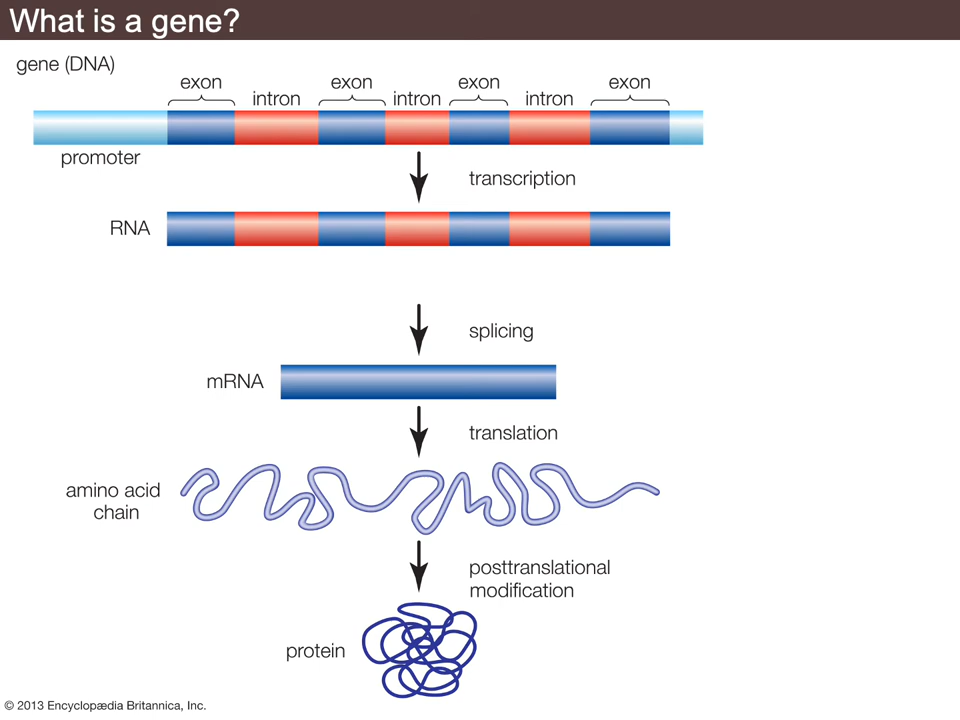 What is a gene?
gene (DNA)
exon exon exon exon
intron intron intron
promoter
transcription
RNA
splicing
mRNA
translation
amino acid
chain
posttranslational
modification
protein
© 2013 Encyclopædia Britannica, Inc.